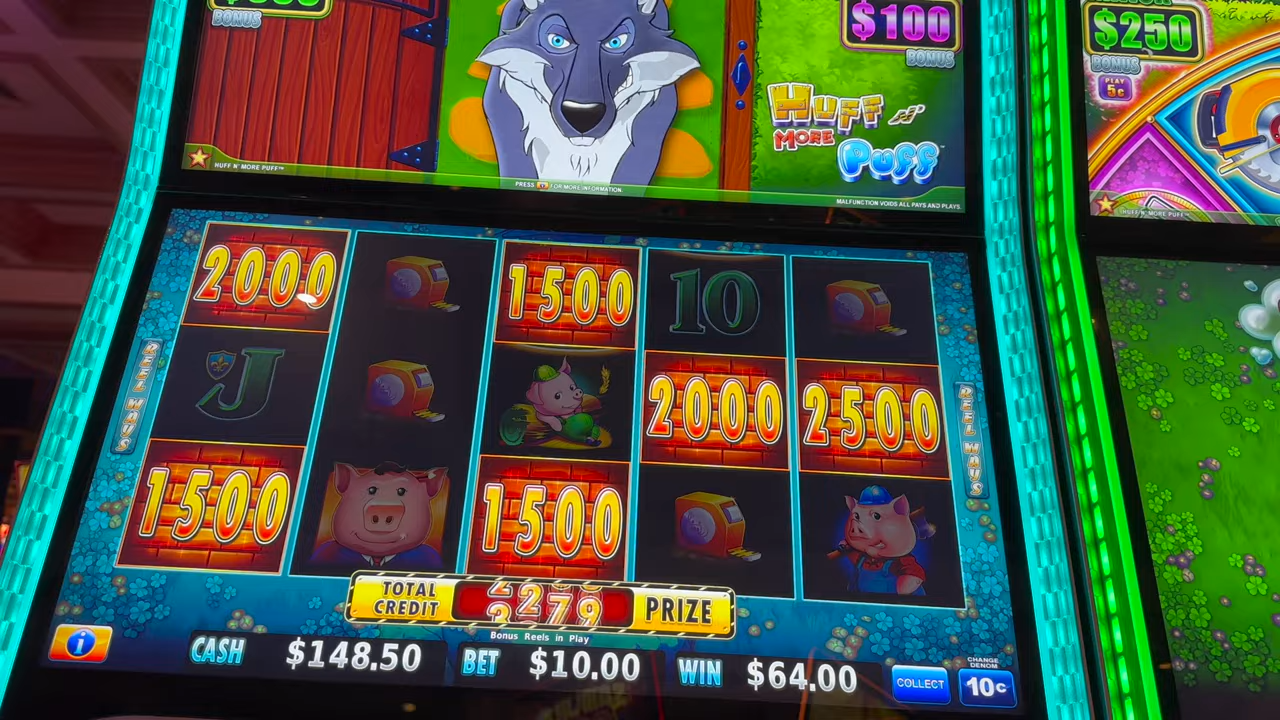 BONUS
$100
BONUS
HUFF N'
MORE
PUFF
HUFF N' MORE PUFF™
PRESS FOR MORE INFORMATION.
MALFUNCTION VOIDS ALL PAYS AND PLAYS.
$250
BONUS
PLAY
5¢
HUFF N' MORE PUFF™
2000
1500
10
J
2000
2500
1500
1500
REEL WAYS
REEL WAYS
TOTAL
CREDIT
PRIZE
Bonus Reels in Play
CASH $148.50 BET $10.00 WIN $64.00
COLLECT
CHANGE
DENOM
10¢